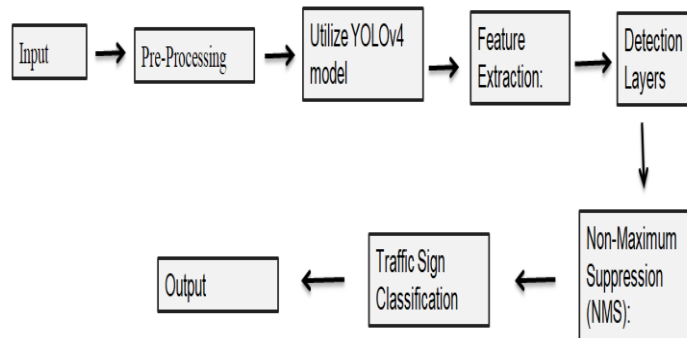 Input
Pre-Processing
Utilize YOLOv4
model
Feature
Extraction:
Detection
Layers
Non-Maximum
Suppression
(NMS):
Traffic Sign
Classification
Output